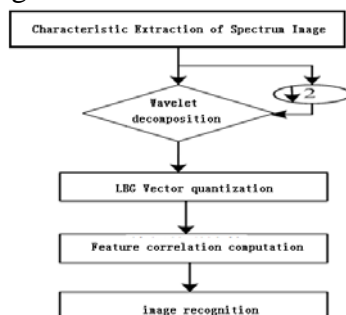 Characteristic Extraction of Spectrum Image
2
Wavelet
decomposition
LBG Vector quantization
Feature correlation computation
image recognition